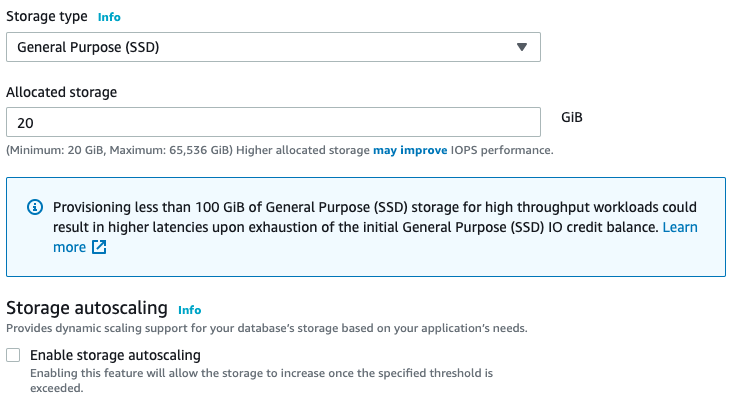 Storage type Info
General Purpose (SSD)
Allocated storage
20
GiB
(Minimum: 20 GiB, Maximum: 65,536 GiB) Higher allocated storage may improve IOPS performance.
Provisioning less than 100 GiB of General Purpose (SSD) storage for high throughput workloads could
result in higher latencies upon exhaustion of the initial General Purpose (SSD) IO credit balance. Learn
more
Storage autoscaling Info
Provides dynamic scaling support for your database's storage based on your application's needs.
Enable storage autoscaling
Enabling this feature will allow the storage to increase once the specified threshold is
exceeded.